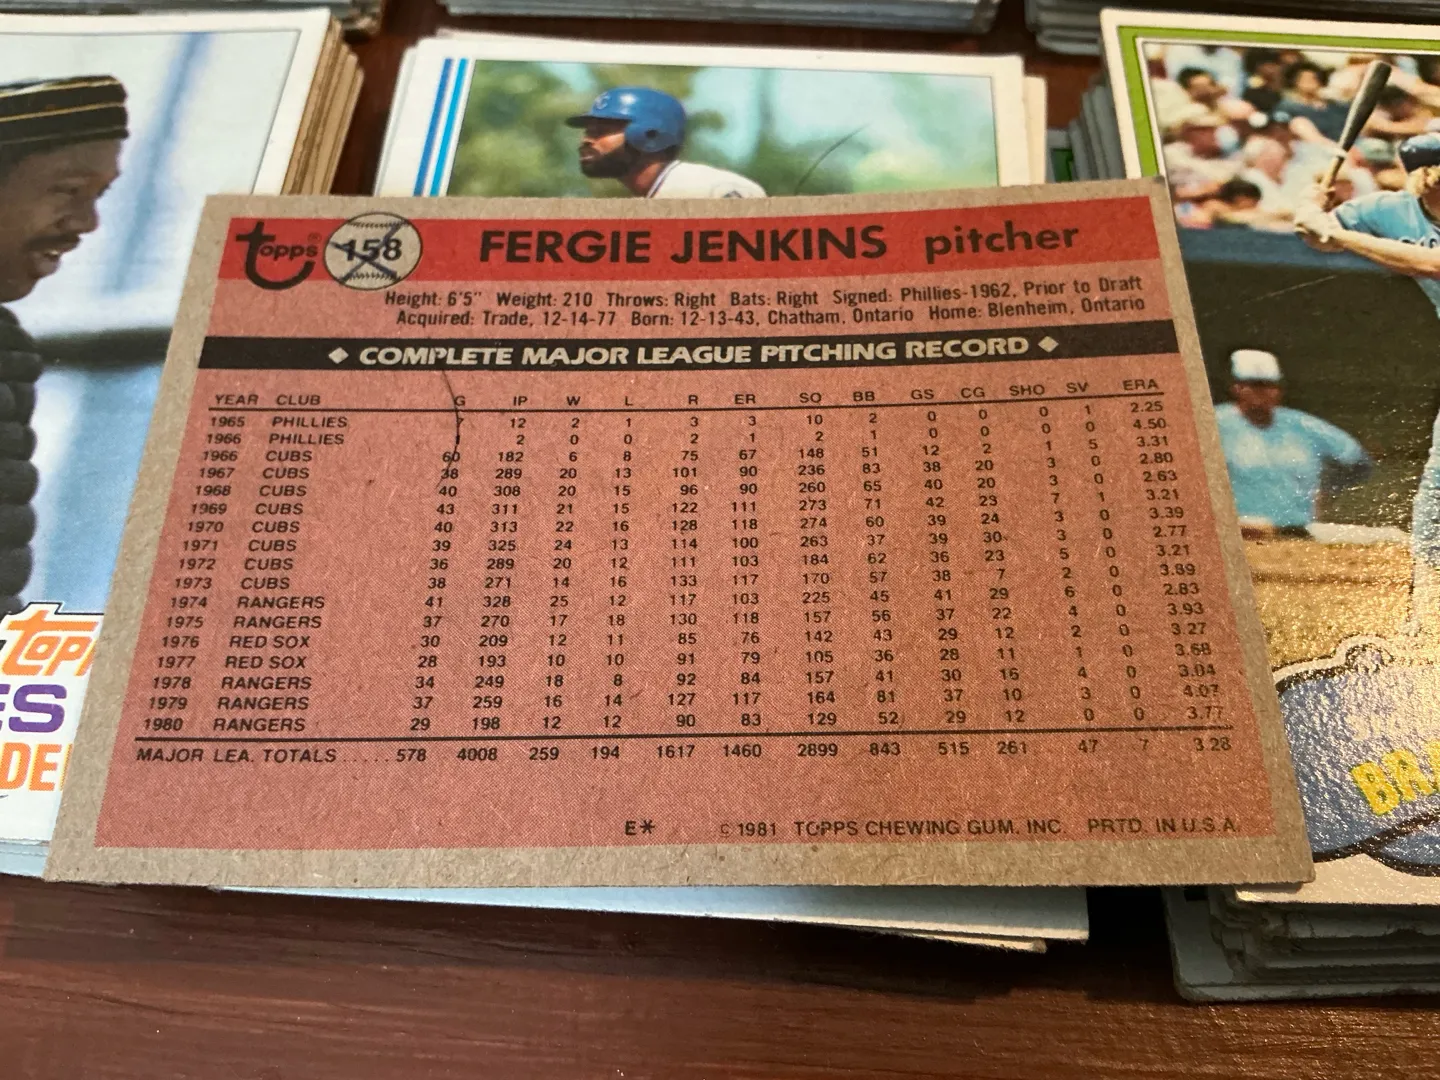 topps® 158 FERGIE JENKINS pitcher
Height: 6'5" Weight: 210 Throws: Right Bats: Right Signed: Phillies-1962, Prior to Draft
Acquired: Trade, 12-14-77 Born: 12-13-43, Chatham, Ontario Home: Blenheim, Ontario
◆ COMPLETE MAJOR LEAGUE PITCHING RECORD ◆
YEAR CLUB G IP W L R ER SO BB GS CG SHO SV ERA
1965 PHILLIES 12 2 1 3 3 10 2 0 0 0 1 2.25
1966 PHILLIES 2 0 0 2 1 2 1 0 0 0 0 4.50
1966 CUBS 60 182 6 8 75 67 148 51 12 2 1 5 3.31
1967 CUBS 38 289 20 13 101 90 236 83 38 20 3 0 2.80
1968 CUBS 40 308 20 15 96 90 260 65 40 20 3 0 2.63
1969 CUBS 43 311 21 15 122 111 273 71 42 23 7 1 3.21
1970 CUBS 40 313 22 16 128 118 274 60 39 24 3 0 3.39
1971 CUBS 39 325 24 13 114 100 263 37 39 30 3 0 2.77
1972 CUBS 36 289 20 12 111 103 184 62 36 23 5 0 3.21
1973 CUBS 38 271 14 16 133 117 170 57 38 7 2 0 3.89
1974 RANGERS 41 328 25 12 117 103 225 45 41 29 6 0 2.83
1975 RANGERS 37 270 17 18 130 118 157 56 37 22 4 0 3.93
1976 RED SOX 30 209 12 11 85 76 142 43 29 12 2 0 3.27
1977 RED SOX 28 193 10 10 91 79 105 36 28 11 1 0 3.68
1978 RANGERS 34 249 18 8 92 84 157 41 30 16 4 0 3.04
1979 RANGERS 37 259 16 14 127 117 164 81 37 10 3 0 4.07
1980 RANGERS 29 198 12 12 90 83 129 52 29 12 0 0 3.77
MAJOR LEA. TOTALS ..... 578 4008 259 194 1617 1460 2899 843 515 261 47 7 3.28
E* © 1981 TOPPS CHEWING GUM, INC. PRTD. IN U.S.A.